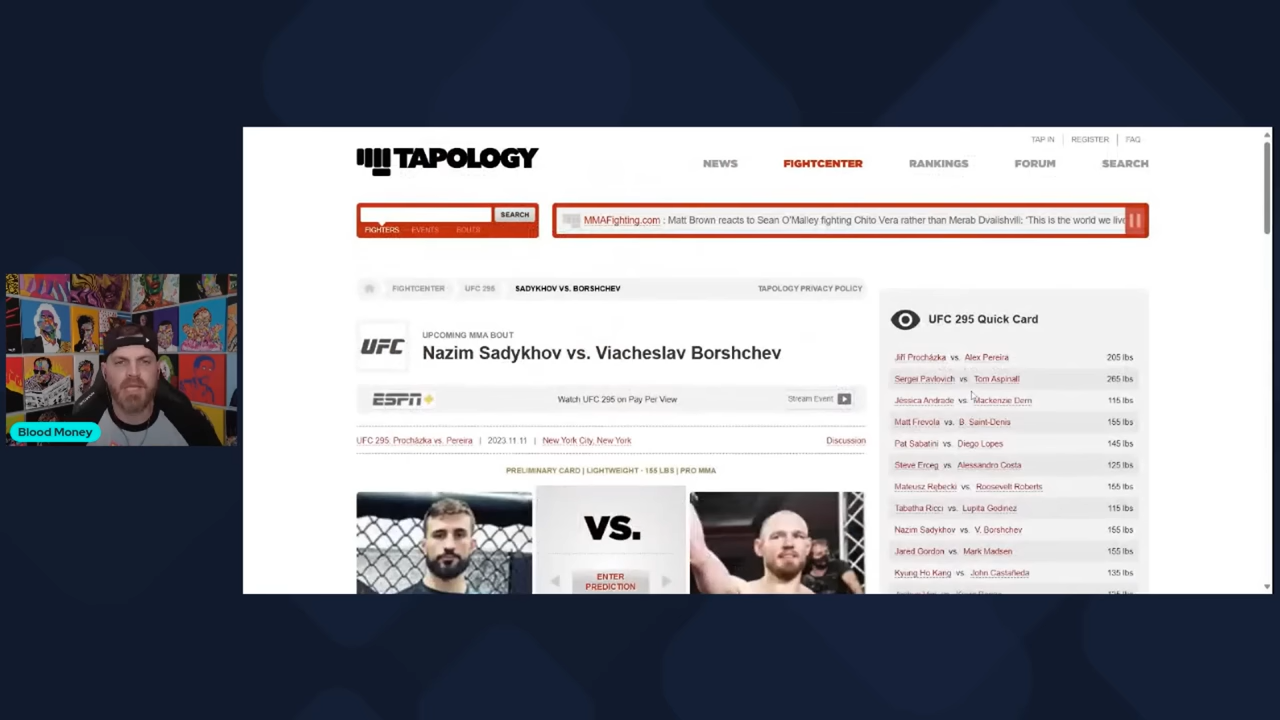 TAP IN
REGISTER
FAQ
TAPOLOGY
NEWS
FIGHTCENTER
RANKINGS
FORUM
SEARCH
SEARCH
FIGHTERS
EVENTS
BOUTS
MMAFighting.com : Matt Brown reacts to Sean O'Malley fighting Chito Vera rather than Merab Dvalishvili: 'This is the world we live
FIGHTCENTER
UFC 295
SADYKHOV VS. BORSHCHEV
TAPOLOGY PRIVACY POLICY
UFC
UPCOMING MMA BOUT
Nazim Sadykhov vs. Viacheslav Borshchev
ESPN+
Watch UFC 295 on Pay Per View
Stream Event
UFC 295: Procházka vs. Pereira | 2023.11.11 | New York City, New York
Discussion
PRELIMINARY CARD | LIGHTWEIGHT · 155 LBS | PRO MMA
VS.
ENTER
PREDICTION
UFC 295 Quick Card
Jiří Procházka vs. Alex Pereira 205 lbs
Sergei Pavlovich vs. Tom Aspinall 265 lbs
Jéssica Andrade vs. Mackenzie Dern 115 lbs
Matt Frevola vs. B. Saint-Denis 155 lbs
Pat Sabatini vs. Diego Lopes 145 lbs
Steve Erceg vs. Alessandro Costa 125 lbs
Mateusz Rębecki vs. Roosevelt Roberts 155 lbs
Tabatha Ricci vs. Lupita Godinez 115 lbs
Nazim Sadykhov vs. V. Borshchev 155 lbs
Jared Gordon vs. Mark Madsen 155 lbs
Kyung Ho Kang vs. John Castañeda 135 lbs
Blood Money